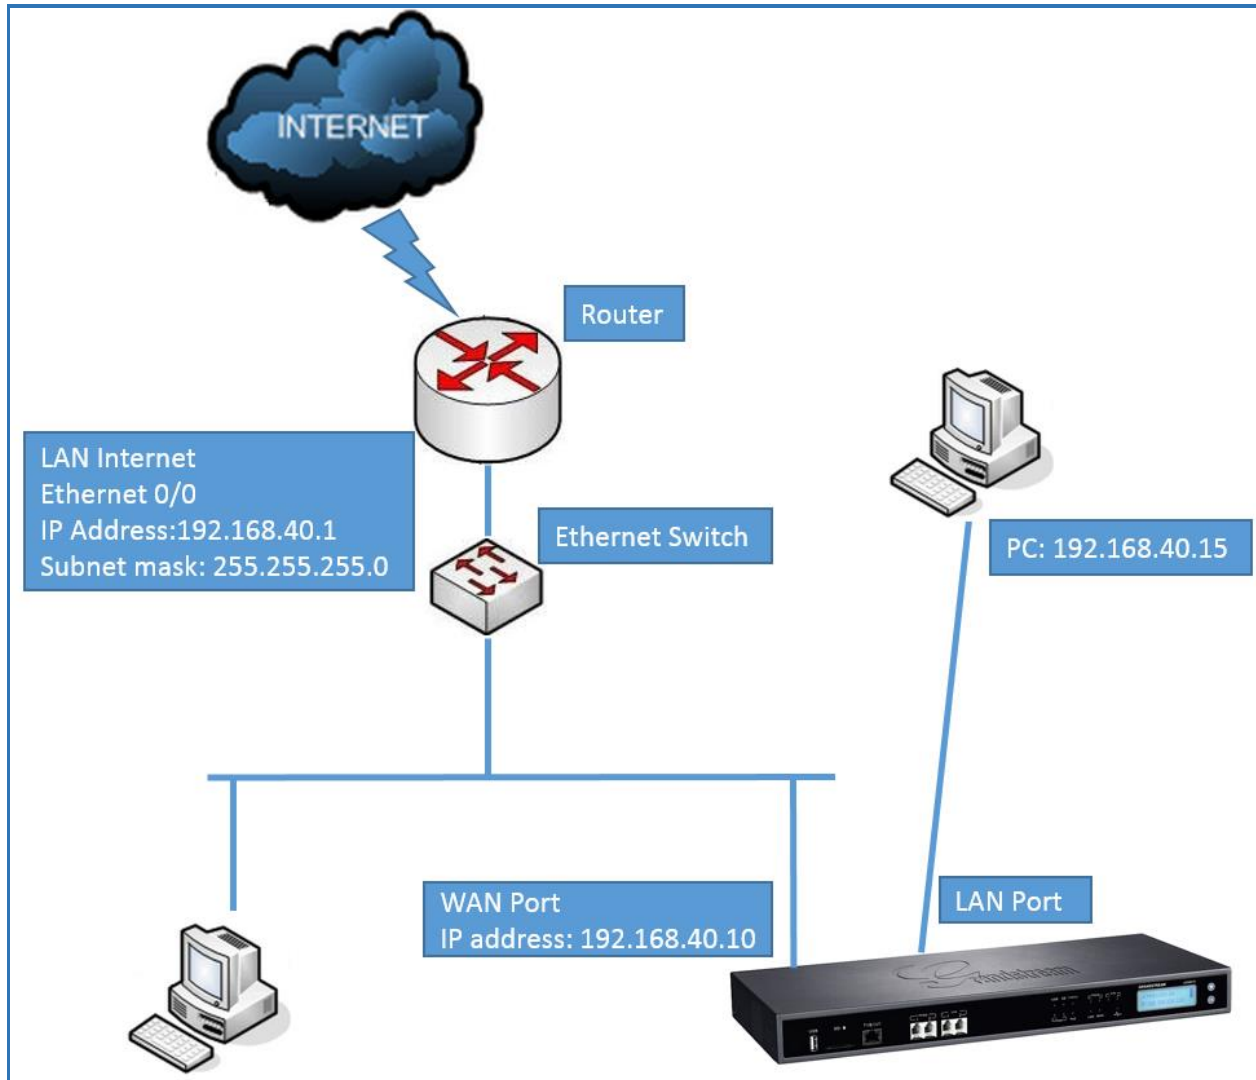 INTERNET
Router
LAN Internet
Ethernet 0/0
IP Address:192.168.40.1
Subnet mask: 255.255.255.0
Ethernet Switch
PC: 192.168.40.15
WAN Port
IP address: 192.168.40.10
LAN Port